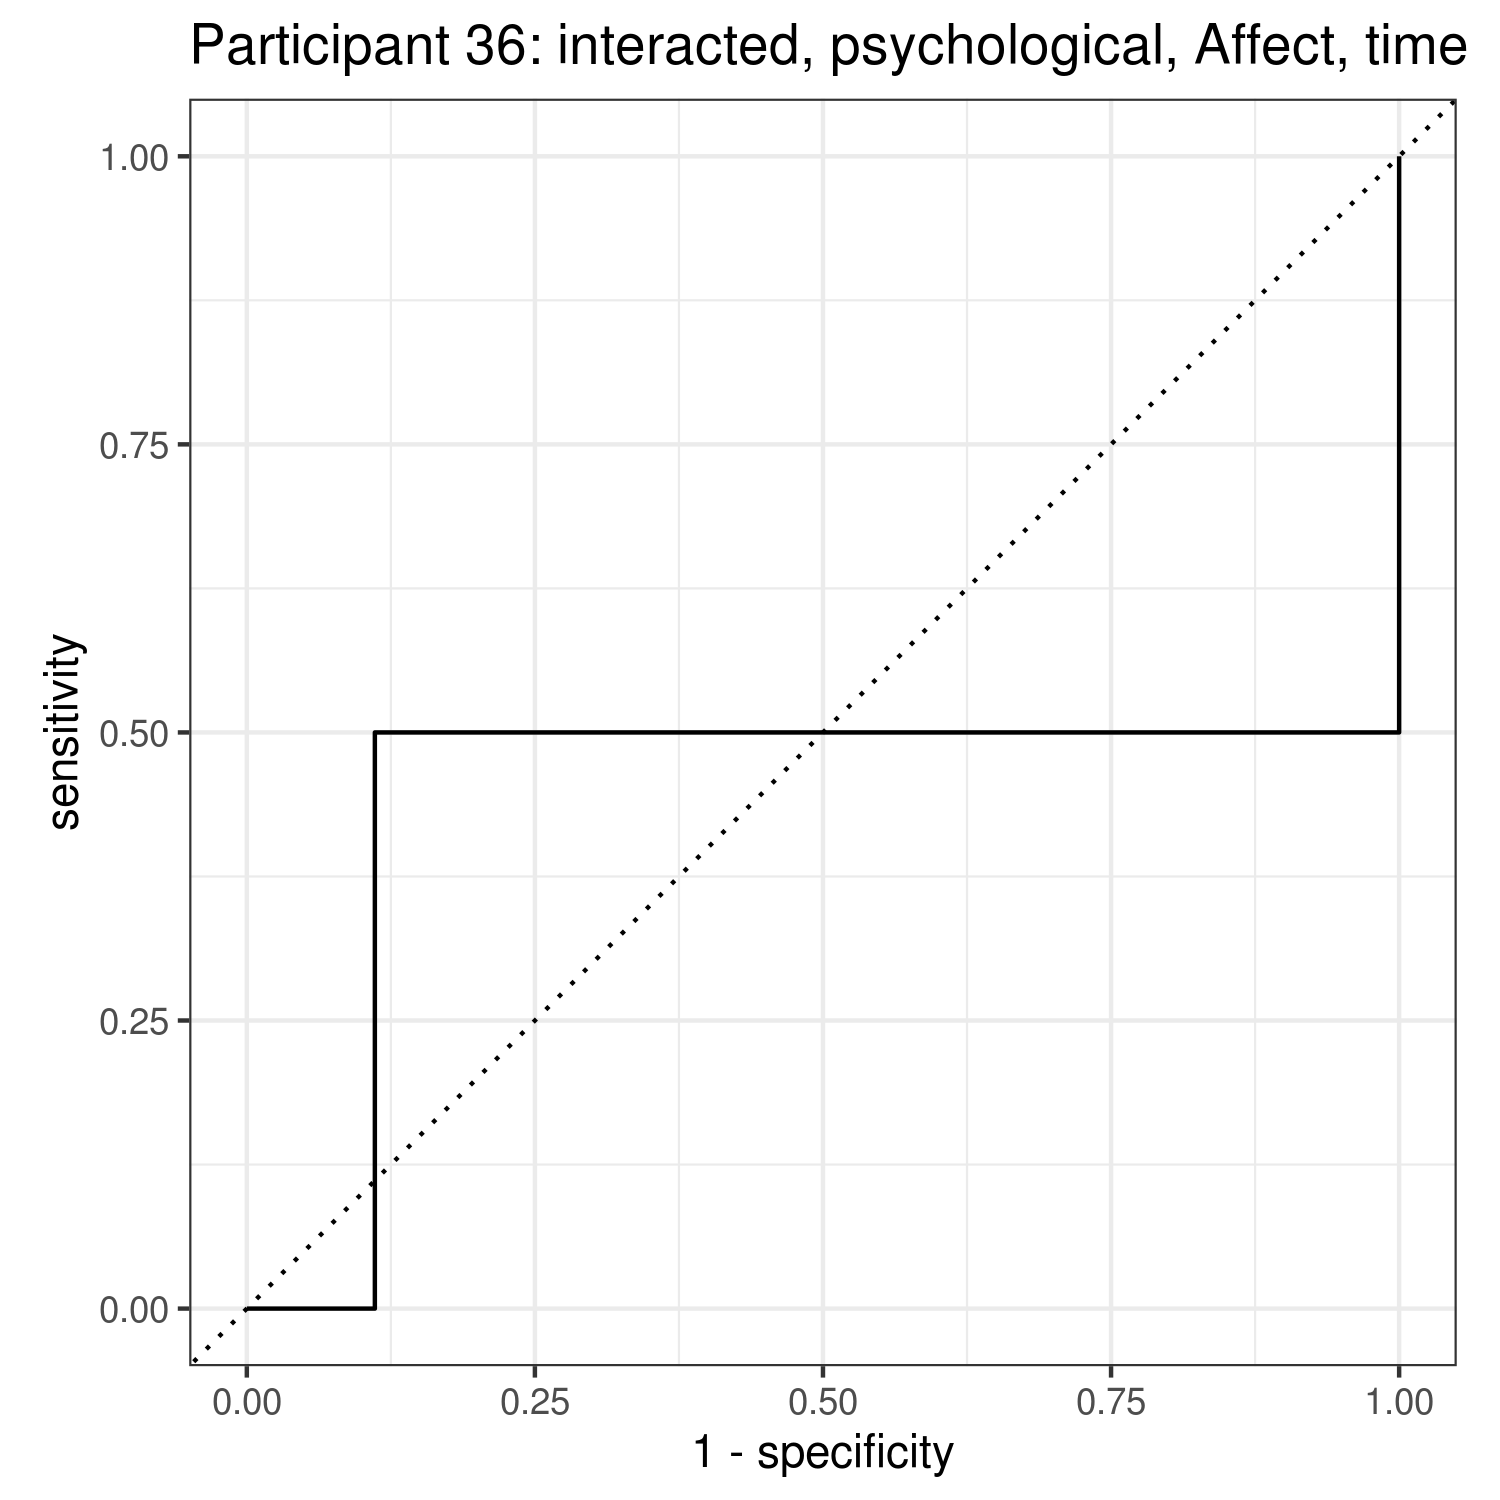 Participant 36: interacted, psychological, Affect, time
1.00
0.75
0.50
0.25
0.00
sensitivity
0.00 0.25 0.50 0.75 1.00
1 - specificity